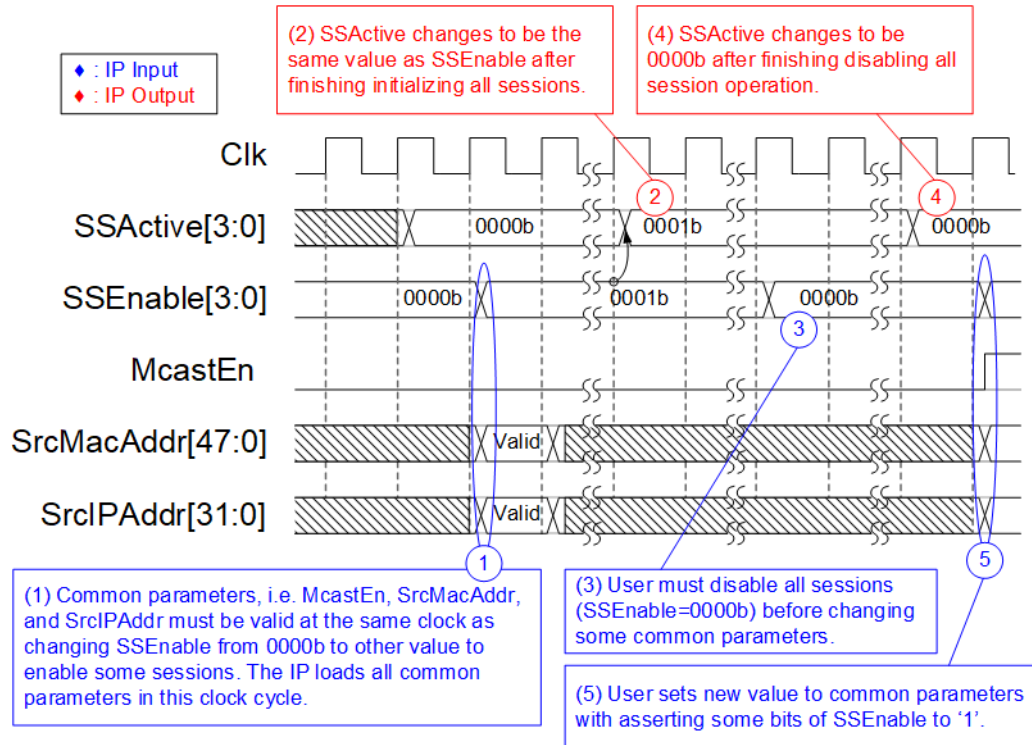 (2) SSActive changes to be the
same value as SSEnable after
finishing initializing all sessions.
(4) SSActive changes to be
0000b after finishing disabling all
session operation.
♦ : IP Input
♦ : IP Output
Clk
2
4
SSActive[3:0]
0000b
0001b
0000b
SSEnable[3:0]
0000b
0001b
0000b
3
McastEn
SrcMacAddr[47:0]
Valid
SrcIPAddr[31:0]
Valid
1
5
(1) Common parameters, i.e. McastEn, SrcMacAddr,
and SrcIPAddr must be valid at the same clock as
changing SSEnable from 0000b to other value to
enable some sessions. The IP loads all common
parameters in this clock cycle.
(3) User must disable all sessions
(SSEnable=0000b) before changing
some common parameters.
(5) User sets new value to common parameters
with asserting some bits of SSEnable to ‘1’.